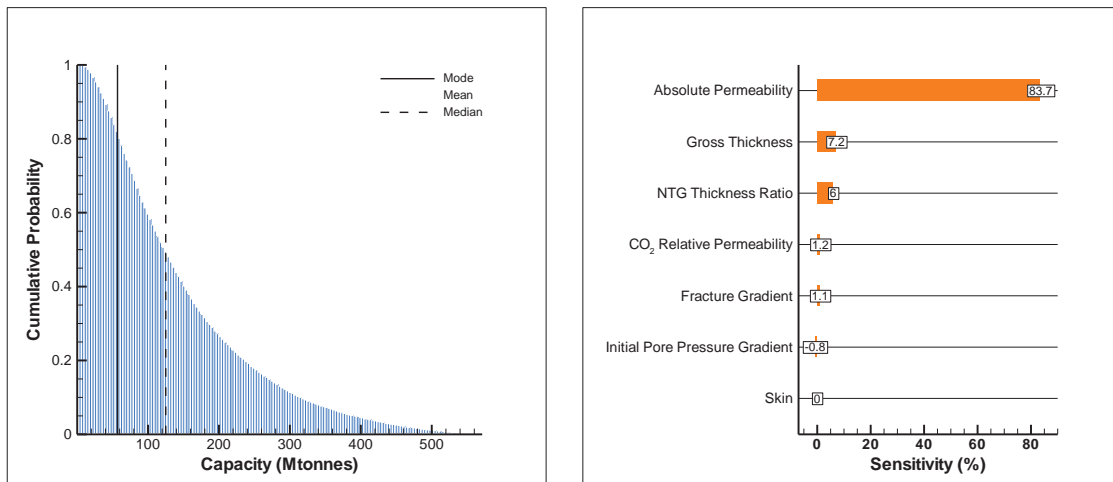 1
0.8
0.6
0.4
0.2
0
Cumulative Probability
100 200 300 400 500
Capacity (Mtonnes)
Mode
Mean
Median
Absolute Permeability 83.7
Gross Thickness 7.2
NTG Thickness Ratio 6
CO₂ Relative Permeability 1.2
Fracture Gradient 1.1
Initial Pore Pressure Gradient -0.8
Skin 0
0 20 40 60 80
Sensitivity (%)